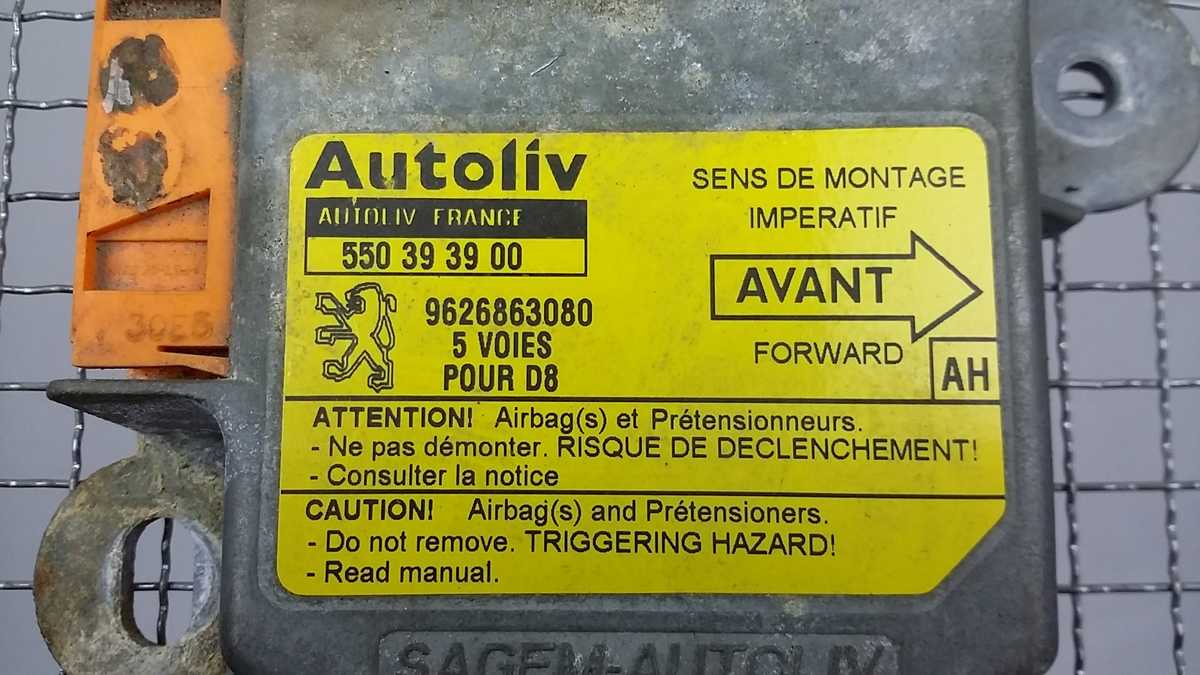 Autoliv
AUTOLIV FRANCE
550 39 39 00
9626863080
5 VOIES
POUR D8
SENS DE MONTAGE
IMPERATIF
AVANT
FORWARD
AH
ATTENTION! Airbag(s) et Prétensionneurs.
- Ne pas démonter. RISQUE DE DECLENCHEMENT!
- Consulter la notice
CAUTION! Airbag(s) and Prétensioners.
- Do not remove. TRIGGERING HAZARD!
- Read manual.
SAGEM-AUTOLIV